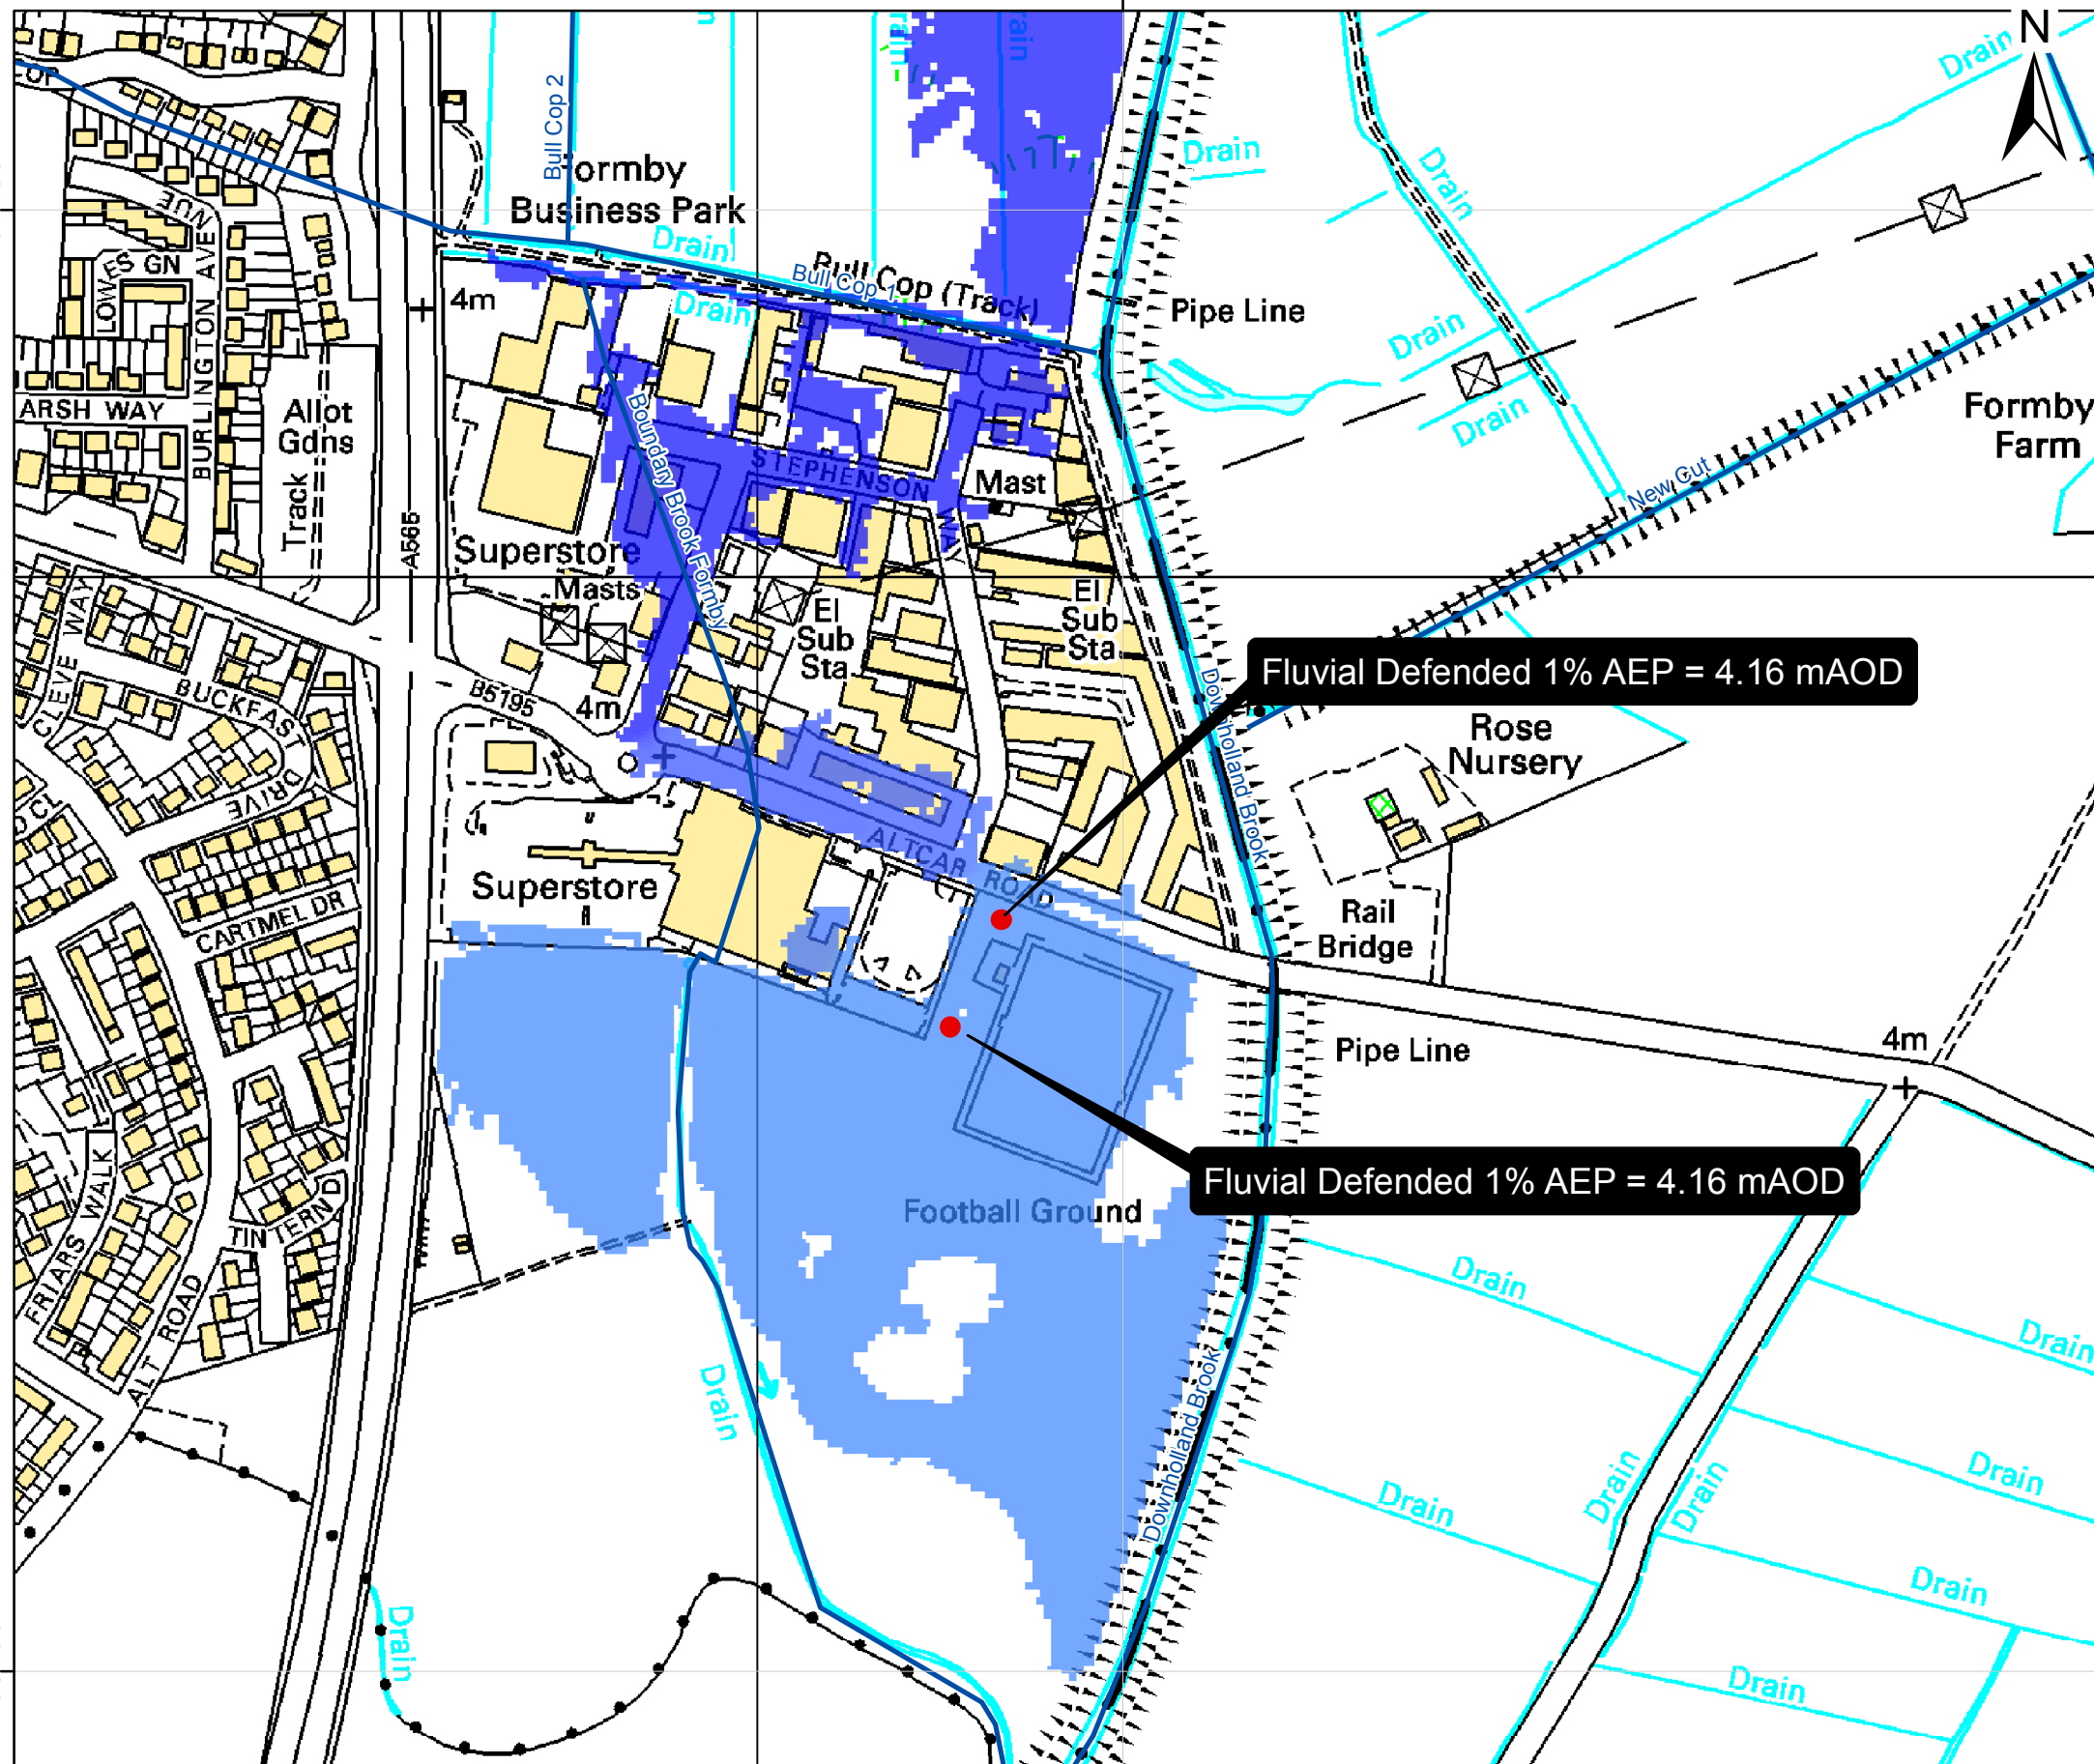 N
Drain
Drain
Drain
Drain
Drain
Bull Cop 2
ormby
Business Park
Drain
Bull Cop 1
Bull Cop (Track)
Drain
NUE
LOWES GN
4m
BURLINGTON AVE
Pipe Line
Drain
Drain
Formby
Farm
ARSH WAY
Allot
Gdns
Track
A565
Boundary Brook Formby
STEPHENSON
WAY
Mast
New Cut
Superstore
Masts
El
Sub
Sta
El
Sub
Sta
CLEVE WAY
BUCKFAST
DRIVE
B5195
4m
Fluvial Defended 1% AEP = 4.16 mAOD
Downholland Brook
Rose
Nursery
ALTCAR ROAD
Superstore
CARTMEL DR
Rail
Bridge
Pipe Line
4m
Fluvial Defended 1% AEP = 4.16 mAOD
Football Ground
FRIARS WALK
TINTERN D
ALT ROAD
Drain
Downholland Brook
Drain
Drain
Drain
Drain
Drain
Drain
Drain
Drain
Drain